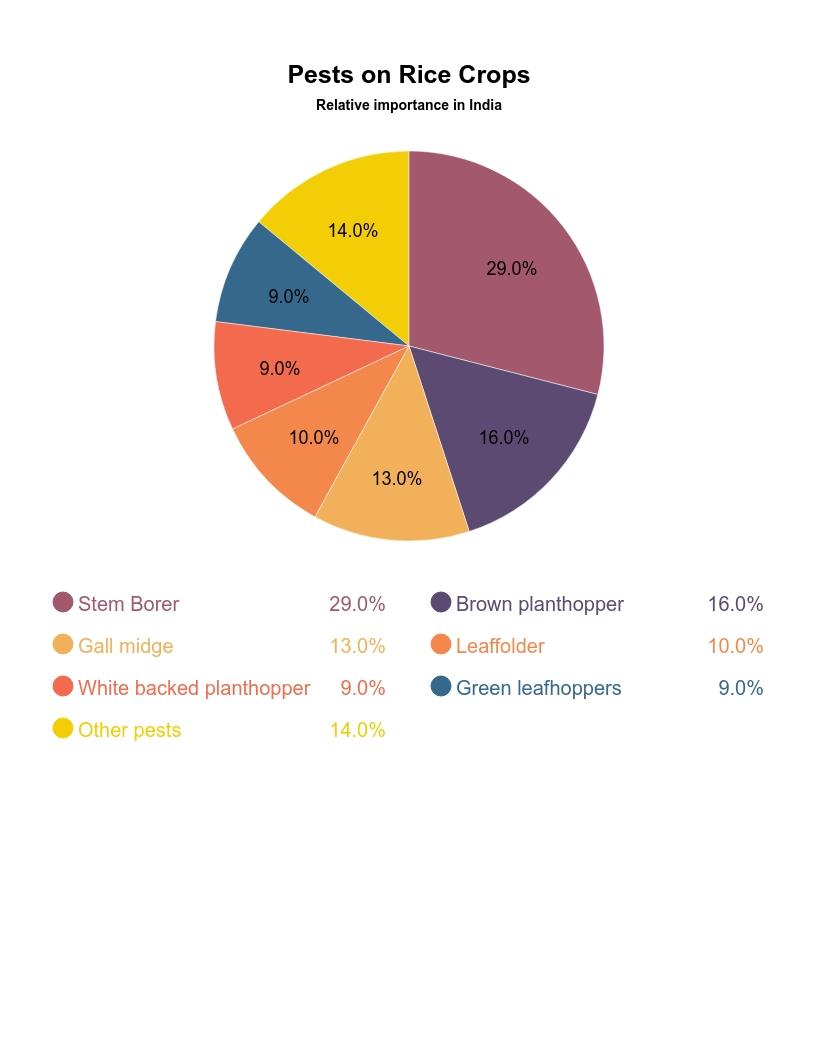 Pests on Rice Crops
Relative importance in India
14.0%
29.0%
9.0%
9.0%
10.0%
16.0%
13.0%
Stem Borer 29.0% Brown planthopper 16.0%
Gall midge 13.0% Leaffolder 10.0%
White backed planthopper 9.0% Green leafhoppers 9.0%
Other pests 14.0%